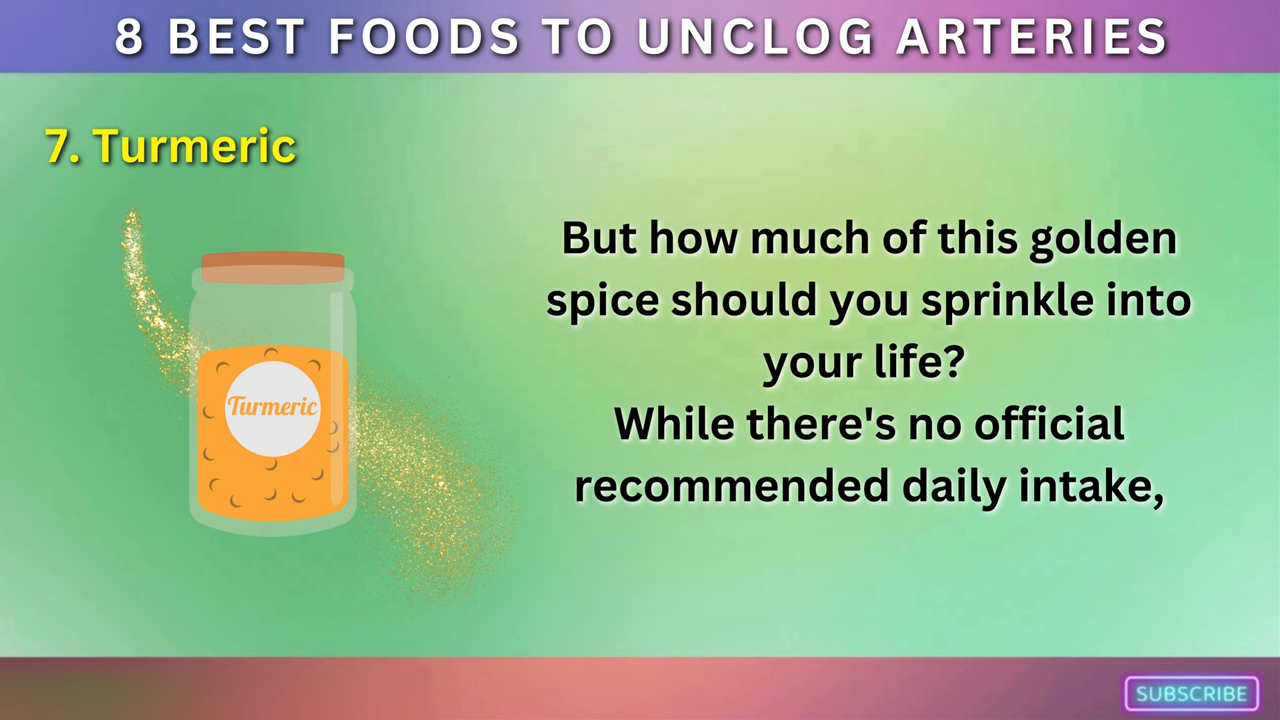 8 BEST FOODS TO UNCLOG ARTERIES
7. Turmeric
Turmeric
But how much of this golden
spice should you sprinkle into
your life?
While there's no official
recommended daily intake,
SUBSCRIBE